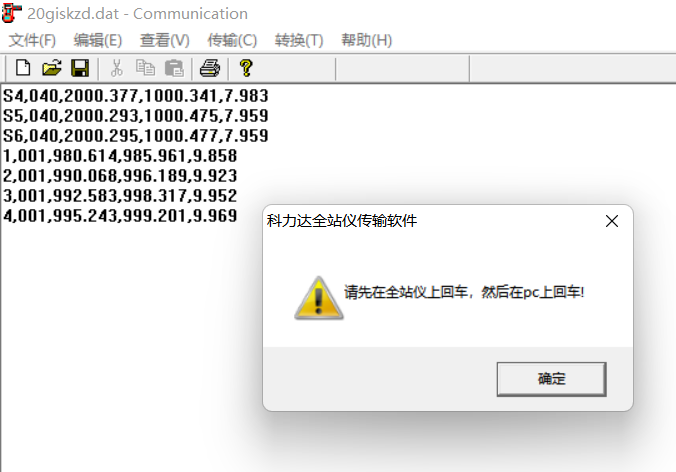 20giskzd.dat - Communication
文件(F) 编辑(E) 查看(V) 传输(C) 转换(T) 帮助(H)
S4,040,2000.377,1000.341,7.983
S5,040,2000.293,1000.475,7.959
S6,040,2000.295,1000.477,7.959
1,001,980.614,985.961,9.858
2,001,990.068,996.189,9.923
3,001,992.583,998.317,9.952
4,001,995.243,999.201,9.969
科力达全站仪传输软件
请先在全站仪上回车，然后在pc上回车!
确定